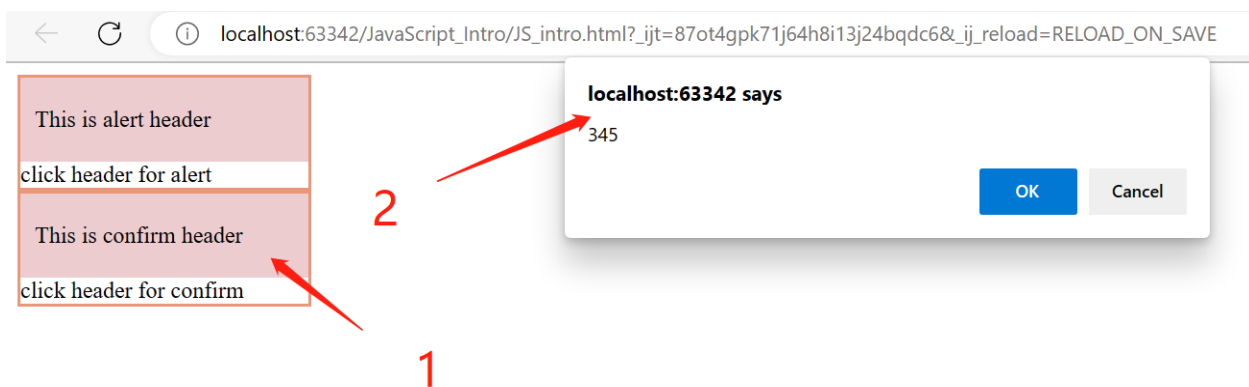 localhost:63342/JavaScript_Intro/JS_intro.html?_ijt=87ot4gpk71j64h8i13j24bqdc6&_ij_reload=RELOAD_ON_SAVE
This is alert header
click header for alert
This is confirm header
click header for confirm
localhost:63342 says
345
OK Cancel
2
1